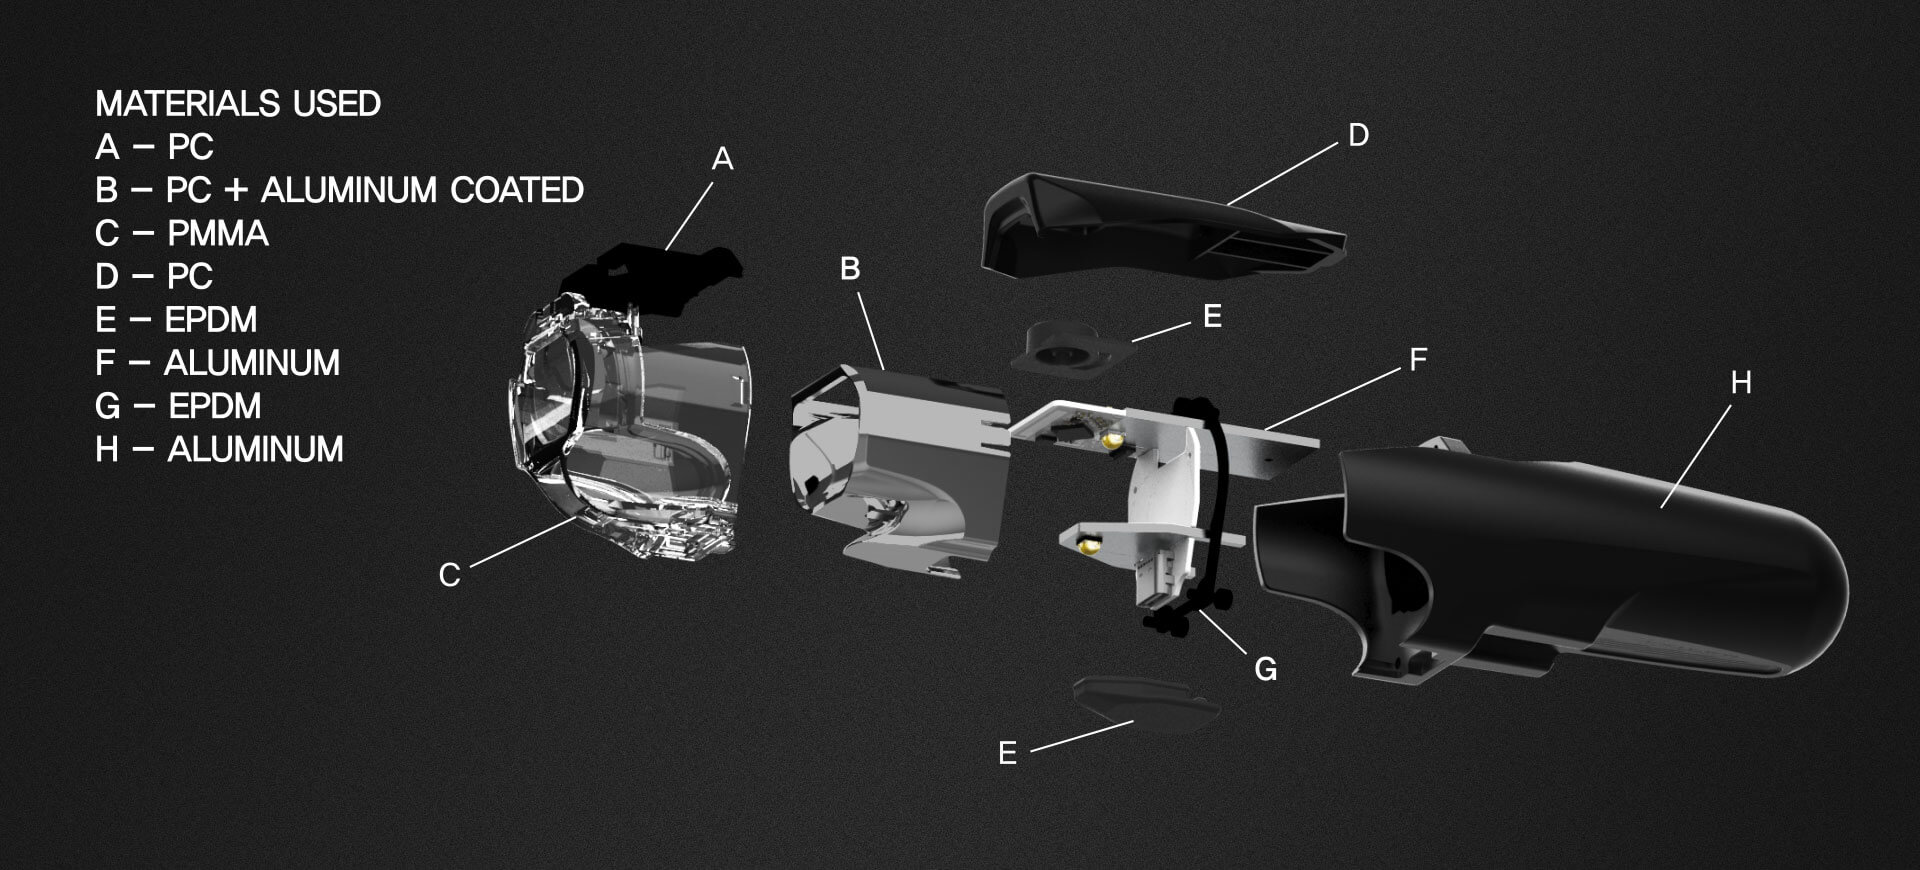 MATERIALS USED
A – PC
B – PC + ALUMINUM COATED
C – PMMA
D – PC
E – EPDM
F – ALUMINUM
G – EPDM
H – ALUMINUM
A
B
C
D
E
F
G
H
E